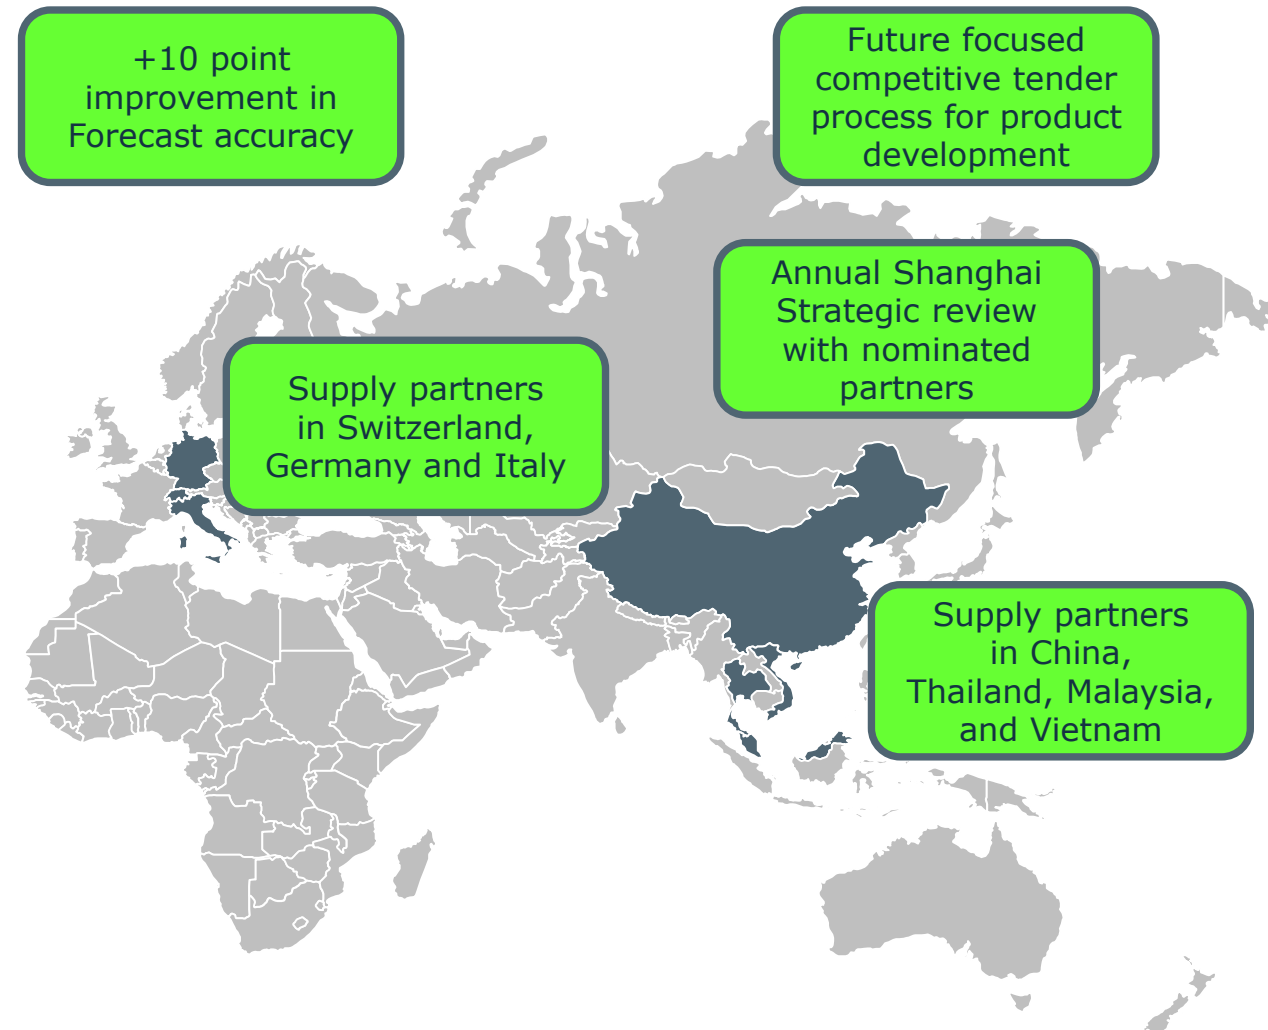 +10 point
improvement in
Forecast accuracy
Future focused
competitive tender
process for product
development
Annual Shanghai
Strategic review
with nominated
partners
Supply partners
in Switzerland,
Germany and Italy
Supply partners
in China,
Thailand, Malaysia,
and Vietnam